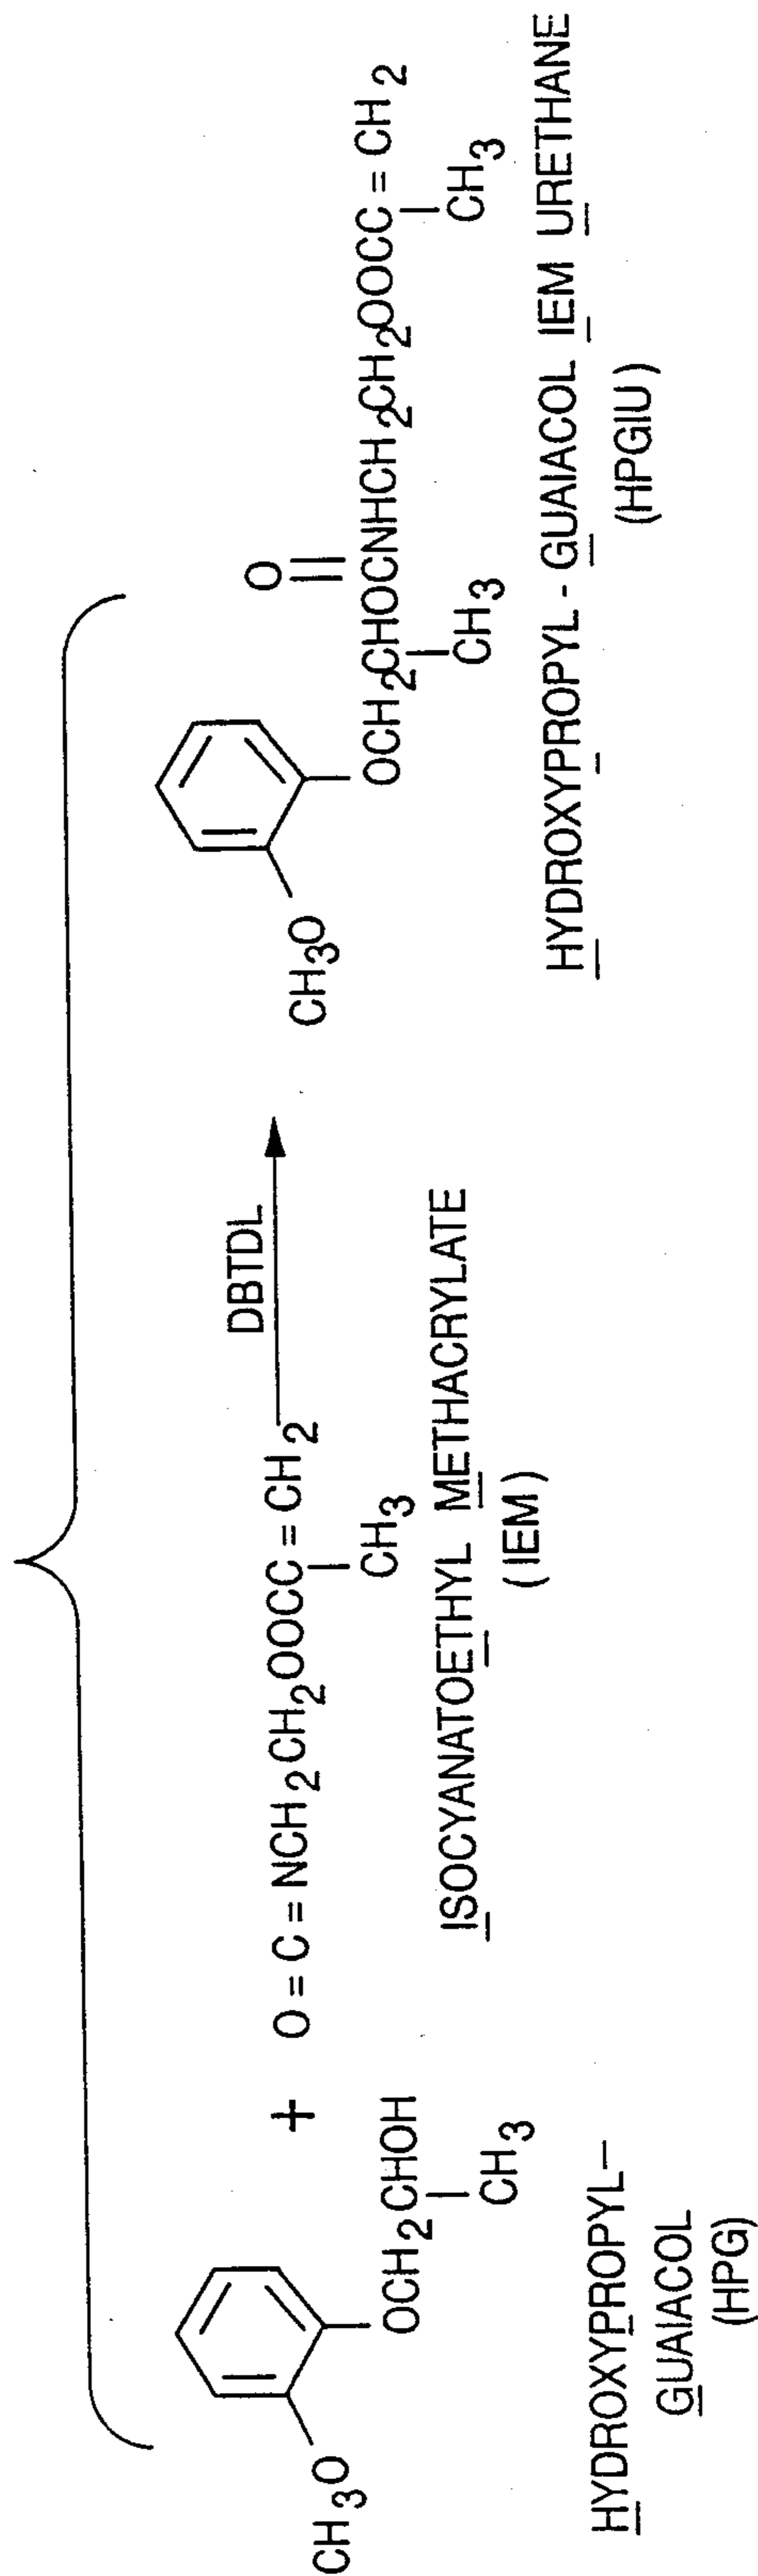 CH3O
OCH2CHOH
CH3
HYDROXYPROPYL–
GUAIACOL
(HPG)
+
O=C=NCH2CH2OOCC=CH2
CH3
ISOCYANATOETHYL METHACRYLATE
(IEM)
DBTDL
CH3O
O
OCH2CHOCNHCH2CH2OOCC=CH2
CH3
CH3
HYDROXYPROPYL-GUAIACOL IEM URETHANE
(HPGIU)